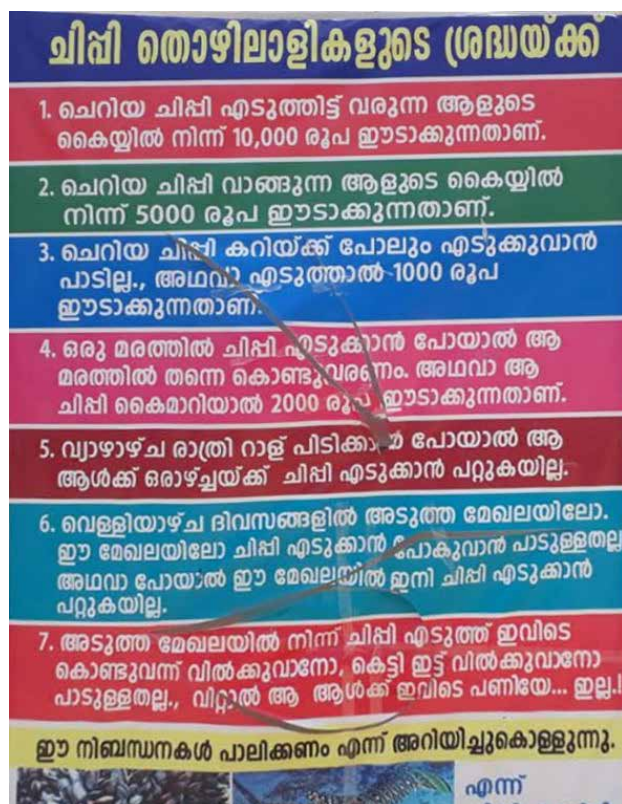 ചിപ്പി തൊഴിലാളികളുടെ ശ്രദ്ധയ്ക്ക്
1. ചെറിയ ചിപ്പി എടുത്തിട്ട് വരുന്ന ആളുടെ
കൈയ്യിൽ നിന്ന് 10,000 രൂപ ഈടാക്കുന്നതാണ്.
2. ചെറിയ ചിപ്പി വാങ്ങുന്ന ആളുടെ കൈയ്യിൽ
നിന്ന് 5000 രൂപ ഈടാക്കുന്നതാണ്.
3. ചെറിയ ചിപ്പി കറിയ്ക്ക് പോലും എടുക്കുവാൻ
പാടില്ല., അഥവാ എടുത്താൽ 1000 രൂപ
ഈടാക്കുന്നതാണ്.
4. ഒരു മരത്തിൽ ചിപ്പി എടുക്കാൻ പോയാൽ ആ
മരത്തിൽ തന്നെ കൊണ്ടുവരണം. അഥവാ ആ
ചിപ്പി കൈമാറിയാൽ 2000 രൂപ ഈടാക്കുന്നതാണ്.
5. വ്യാഴാഴ്ച രാത്രി റാള് പിടിക്കാൻ പോയാൽ ആ
ആൾക്ക് ഒരാഴ്ച്ചയ്ക്ക് ചിപ്പി എടുക്കാൻ പറ്റുകയില്ല.
6. വെള്ളിയാഴ്ച ദിവസങ്ങളിൽ അടുത്ത മേഖലയിലോ.
ഈ മേഖലയിലോ ചിപ്പി എടുക്കാൻ പോകുവാൻ പാടുള്ളതല്ല
അഥവാ പോയാൽ ഈ മേഖലയിൽ ഇനി ചിപ്പി എടുക്കാൻ
പറ്റുകയില്ല.
7. അടുത്ത മേഖലയിൽ നിന്ന് ചിപ്പി എടുത്ത് ഇവിടെ
കൊണ്ടുവന്ന് വിൽക്കുവാനോ, കെട്ടി ഇട്ട് വിൽക്കുവാനോ
പാടുള്ളതല്ല., വിറ്റാൽ ആ ആൾക്ക് ഇവിടെ പണിയേ... ഇല്ല.!
ഈ നിബന്ധനകൾ പാലിക്കണം എന്ന് അറിയിച്ചുകൊള്ളുന്നു.
എന്ന്